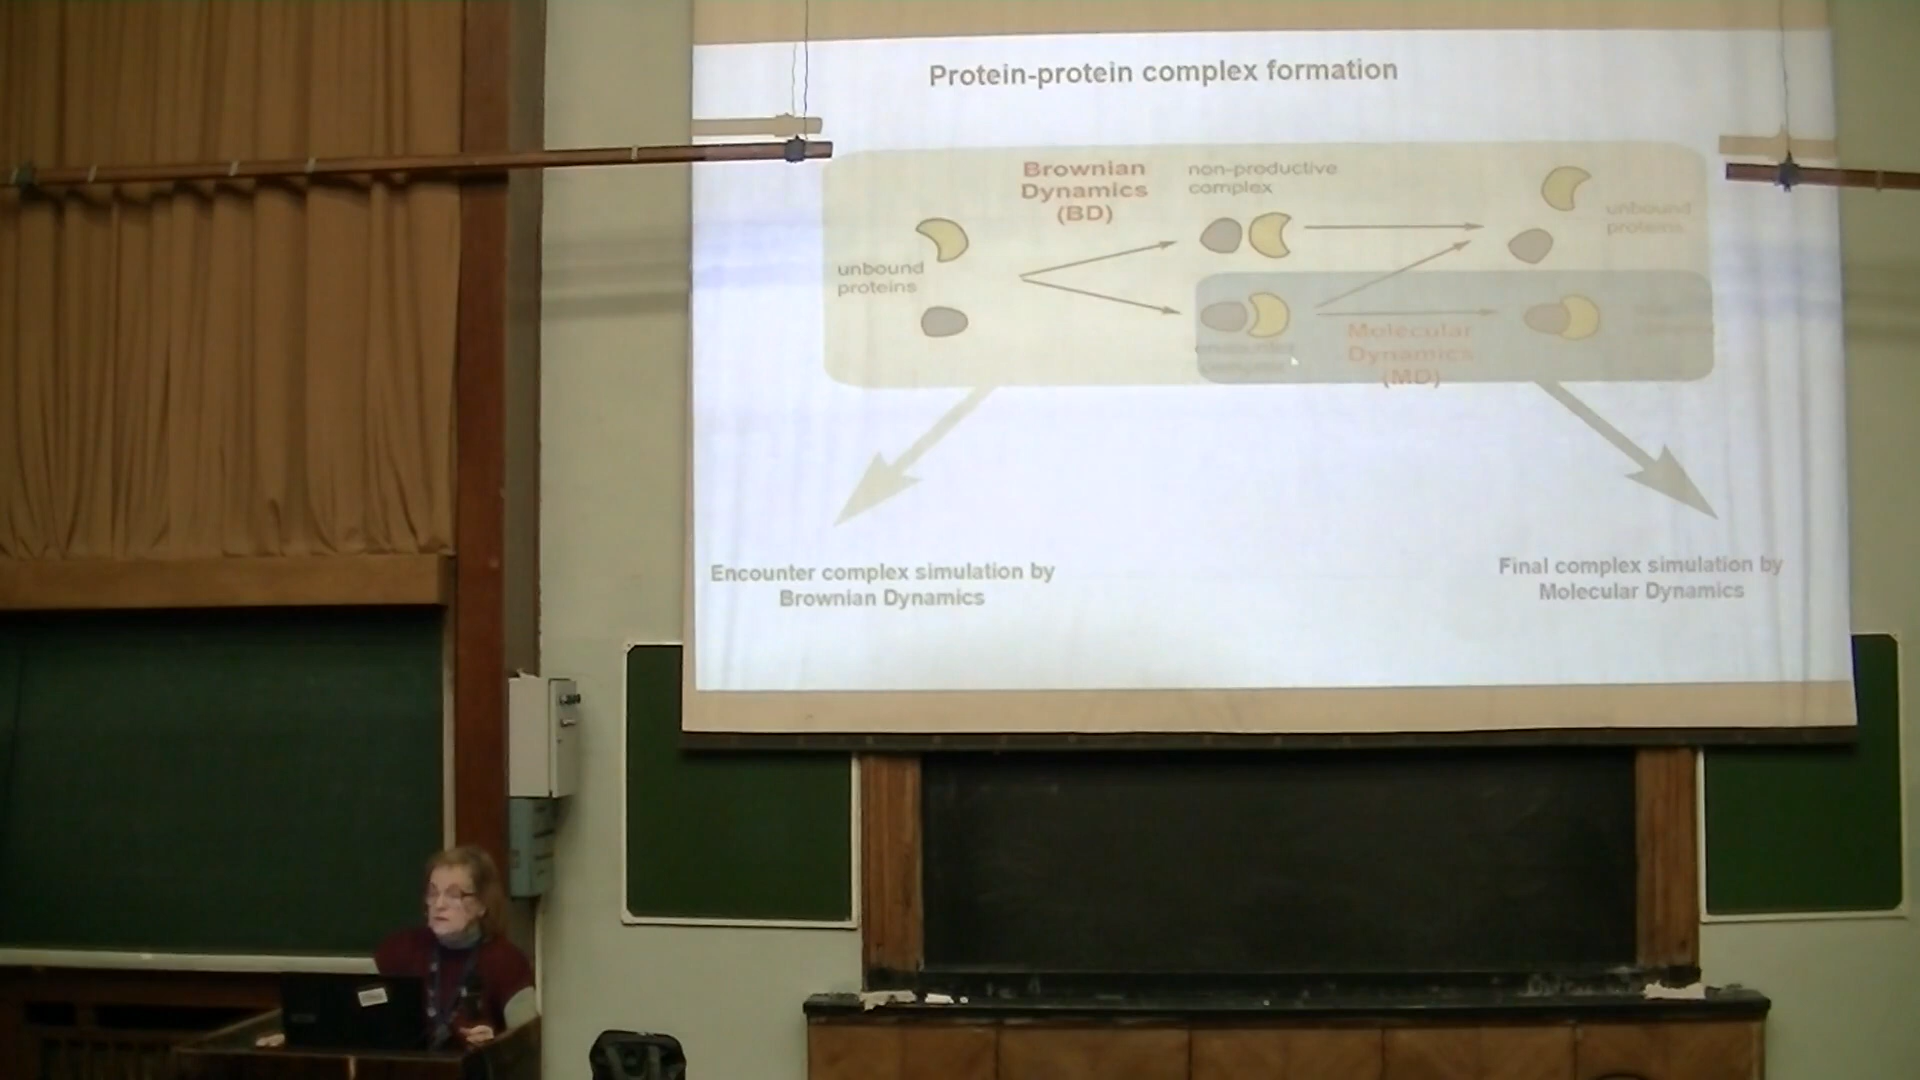 Protein-protein complex formation
Brownian
Dynamics
(BD)
non-productive
complex
unbound
proteins
unbound
proteins
Molecular
Dynamics
(MD)
Encounter complex simulation by
Brownian Dynamics
Final complex simulation by
Molecular Dynamics